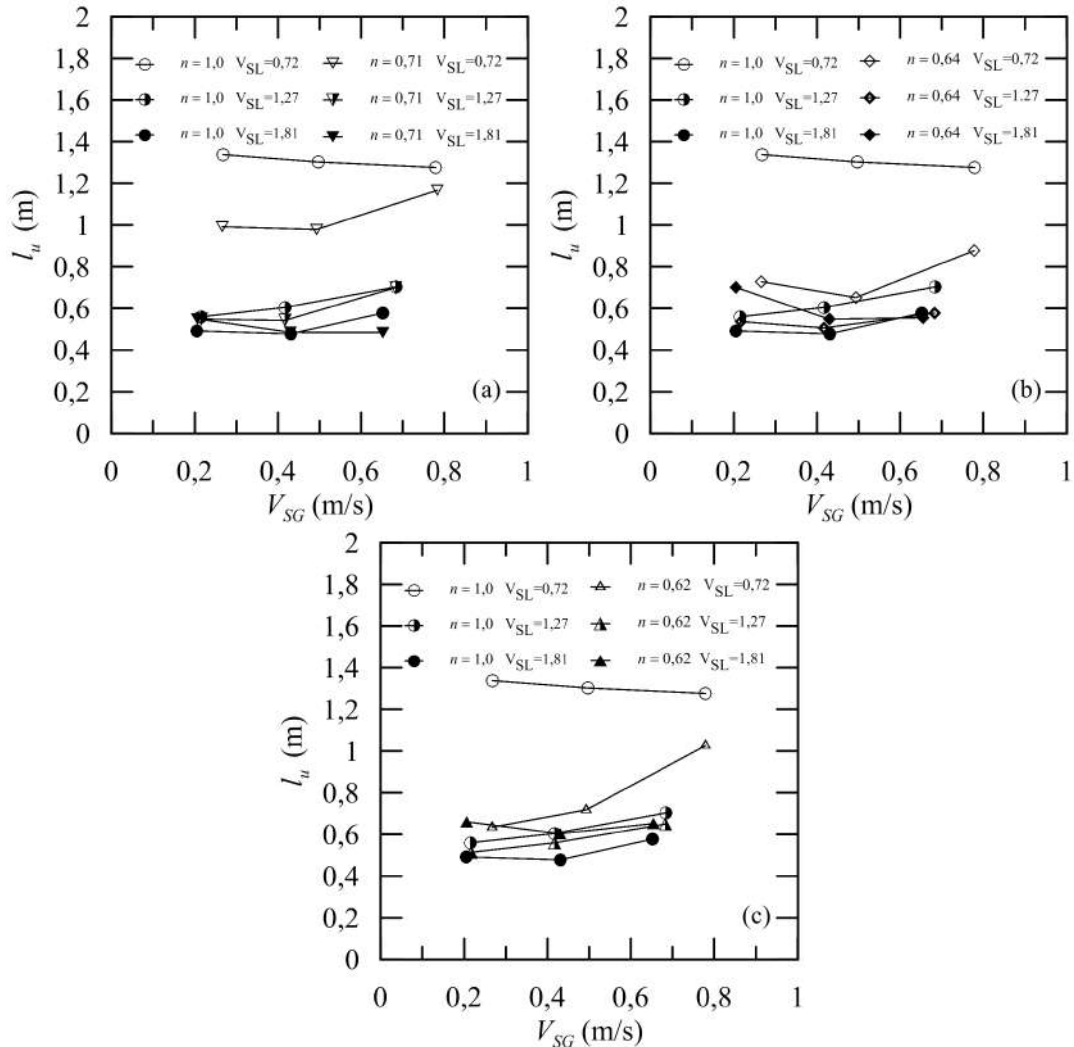 2
1,8
1,6
1,4
1,2
1
0,8
0,6
0,4
0,2
0
l_u (m)
n = 1,0 V_SL=0,72 n = 0,71 V_SL=0,72
n = 1,0 V_SL=1,27 n = 0,71 V_SL=1,27
n = 1,0 V_SL=1,81 n = 0,71 V_SL=1,81
(a)
0 0,2 0,4 0,6 0,8 1
V_SG (m/s)
2
1,8
1,6
1,4
1,2
1
0,8
0,6
0,4
0,2
0
l_u (m)
n = 1,0 V_SL=0,72 n = 0,64 V_SL=0,72
n = 1,0 V_SL=1,27 n = 0,64 V_SL=1.27
n = 1,0 V_SL=1,81 n = 0,64 V_SL=1,81
(b)
0 0,2 0,4 0,6 0,8 1
V_SG (m/s)
2
1,8
1,6
1,4
1,2
1
0,8
0,6
0,4
0,2
0
l_u (m)
n = 1,0 V_SL=0,72 n = 0,62 V_SL=0,72
n = 1,0 V_SL=1,27 n = 0,62 V_SL=1,27
n = 1,0 V_SL=1,81 n = 0,62 V_SL=1,81
(c)
0 0,2 0,4 0,6 0,8 1
V_SG (m/s)